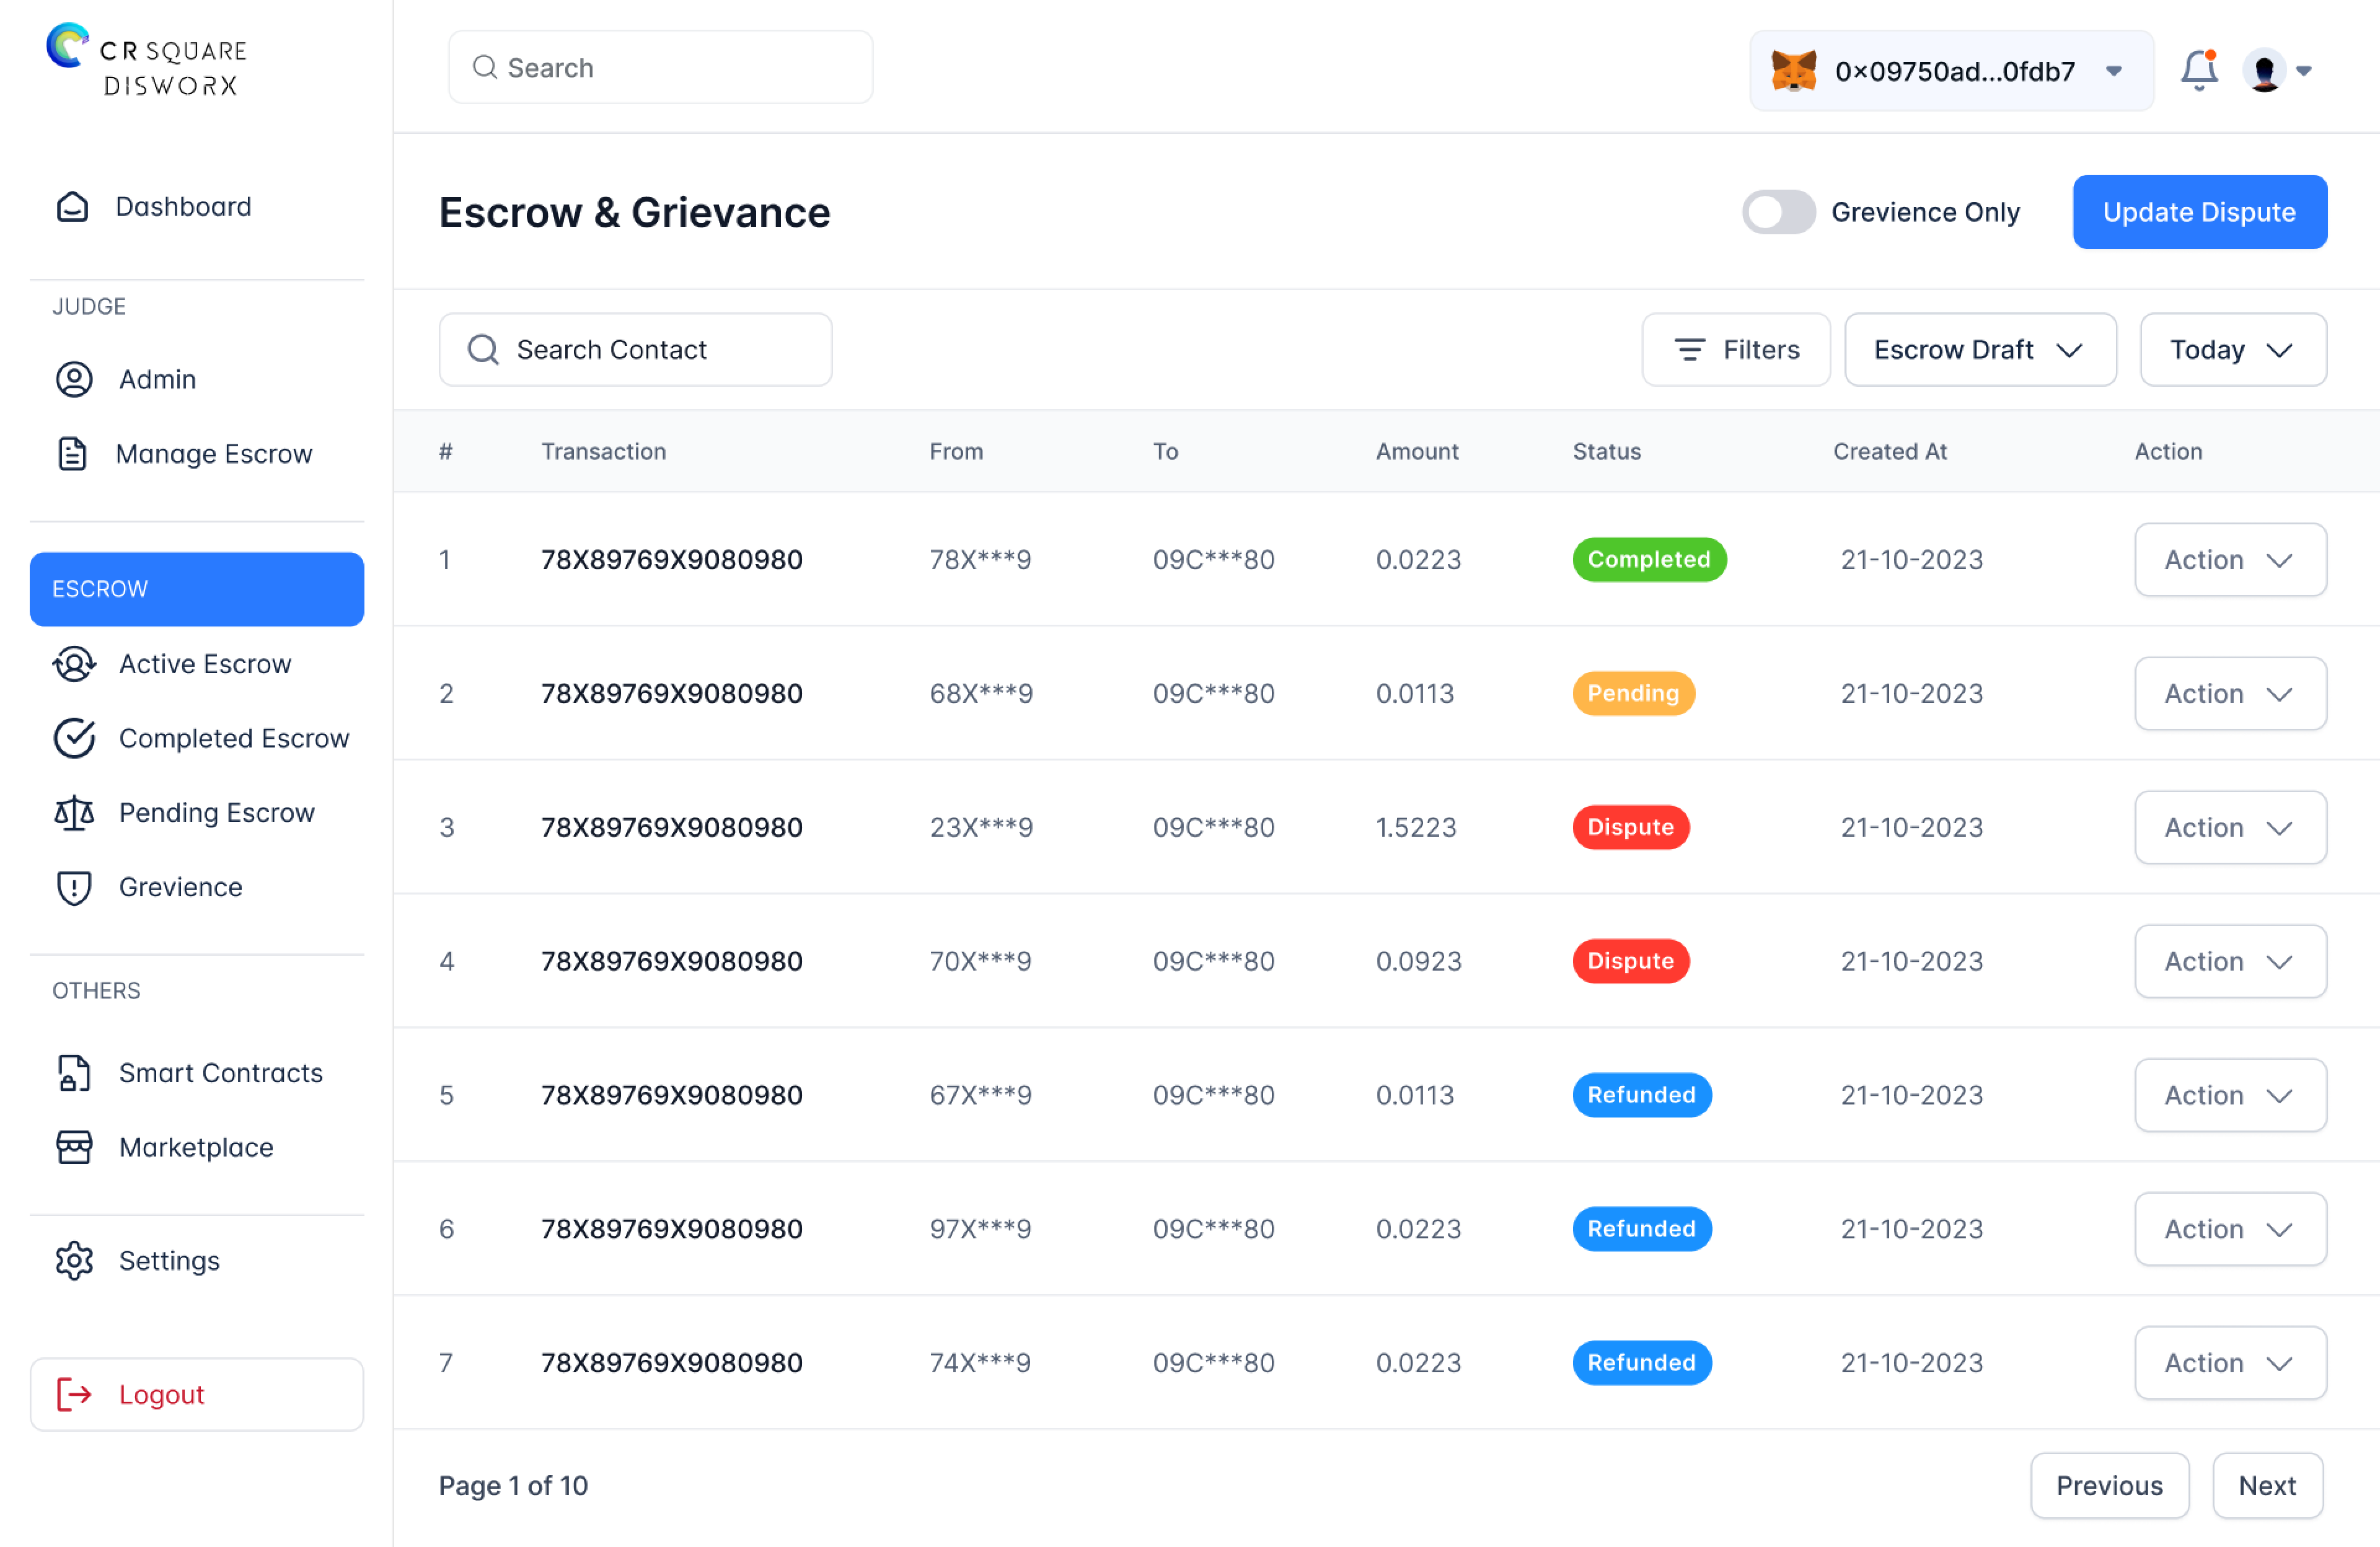 CR SQUARE
DISWORX
Search
0×09750ad...0fdb7
Dashboard
JUDGE
Admin
Manage Escrow
ESCROW
Active Escrow
Completed Escrow
Pending Escrow
Grevience
OTHERS
Smart Contracts
Marketplace
Settings
Logout
Escrow & Grievance
Grevience Only
Update Dispute
Search Contact
Filters
Escrow Draft
Today
# Transaction From To Amount Status Created At Action
1 78X89769X9080980 78X***9 09C***80 0.0223 Completed 21-10-2023 Action
2 78X89769X9080980 68X***9 09C***80 0.0113 Pending 21-10-2023 Action
3 78X89769X9080980 23X***9 09C***80 1.5223 Dispute 21-10-2023 Action
4 78X89769X9080980 70X***9 09C***80 0.0923 Dispute 21-10-2023 Action
5 78X89769X9080980 67X***9 09C***80 0.0113 Refunded 21-10-2023 Action
6 78X89769X9080980 97X***9 09C***80 0.0223 Refunded 21-10-2023 Action
7 78X89769X9080980 74X***9 09C***80 0.0223 Refunded 21-10-2023 Action
Page 1 of 10
Previous
Next